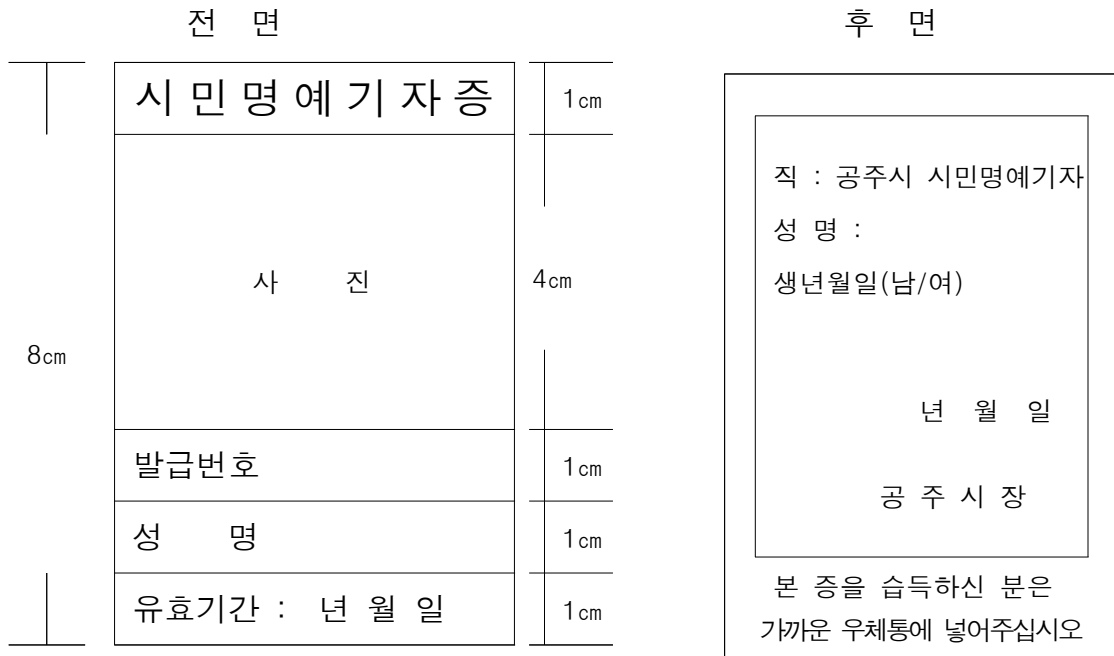 전 면
시민명예기자증
1㎝
사 진
4㎝
8㎝
발급번호
1㎝
성 명
1㎝
유효기간 : 년 월 일
1㎝
후 면
직 : 공주시 시민명예기자
성 명 :
생년월일(남/여)
년 월 일
공 주 시 장
본 증을 습득하신 분은
가까운 우체통에 넣어주십시오